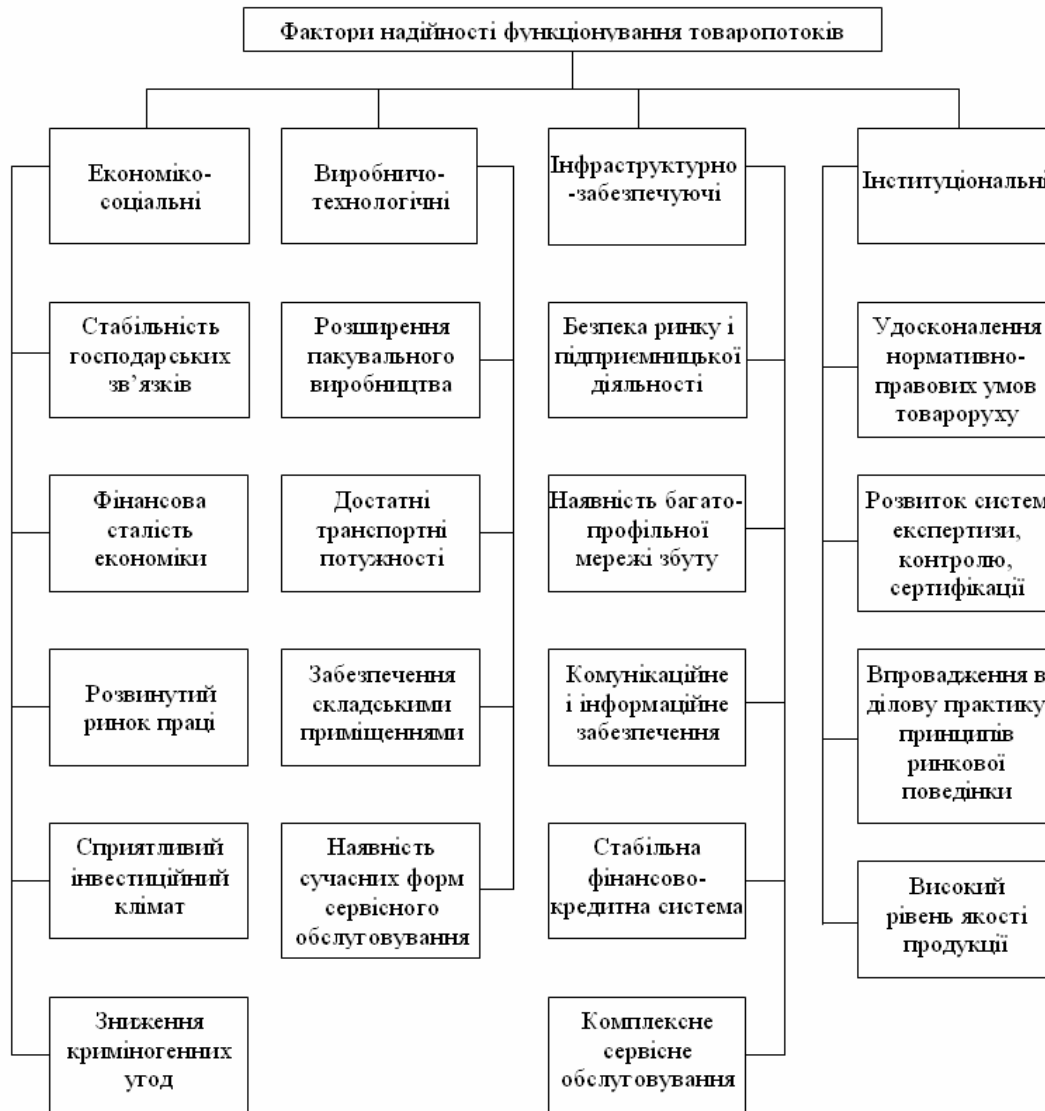 Фактори надійності функціонування товаропотоків
Економіко-
соціальні
Стабільність
господарських
зв’язків
Фінансова
сталість
економіки
Розвинутий
ринок праці
Сприятливий
інвестиційний
клімат
Зниження
криміногенних
угод
Виробничо-
технологічні
Розширення
пакувального
виробництва
Достатні
транспортні
потужності
Забезпечення
складськими
приміщеннями
Наявність
сучасних форм
сервісного
обслуговування
Інфраструктурно
-забезпечуючі
Безпека ринку і
підприємницької
діяльності
Наявність багато-
профільної
мережі збуту
Комунікаційне
і інформаційне
забезпечення
Стабільна
фінансово-
кредитна система
Комплексне
сервісне
обслуговування
Інституціональні
Удосконалення
нормативно-
правових умов
товароруху
Розвиток систем
експертизи,
контролю,
сертифікації
Впровадження в
ділову практику
принципів
ринкової
поведінки
Високий
рівень якості
продукції